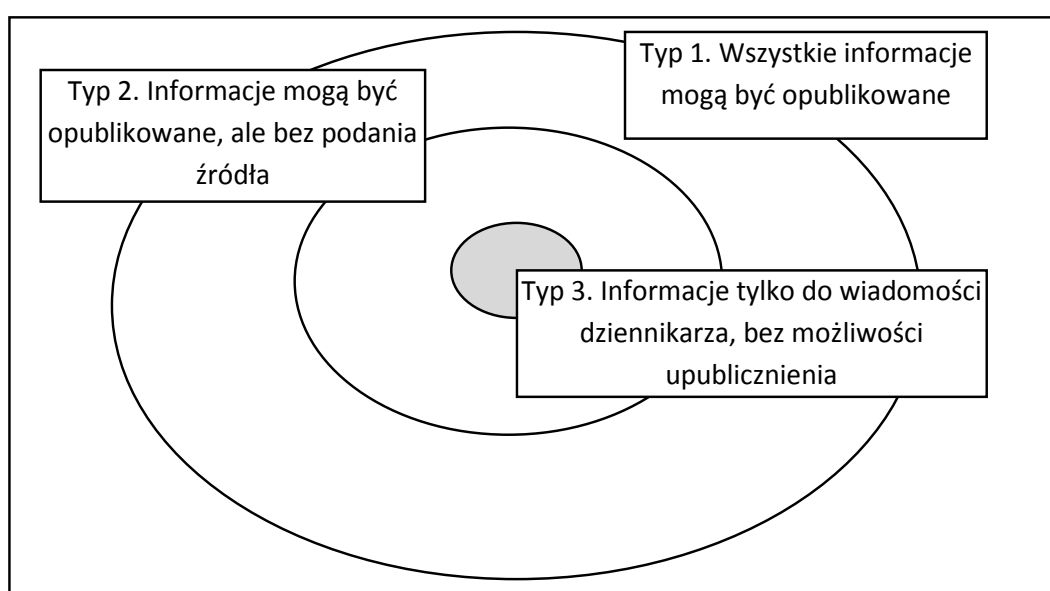 Typ 1. Wszystkie informacje
mogą być opublikowane
Typ 2. Informacje mogą być
opublikowane, ale bez podania
źródła
Typ 3. Informacje tylko do wiadomości
dziennikarza, bez możliwości
upublicznienia